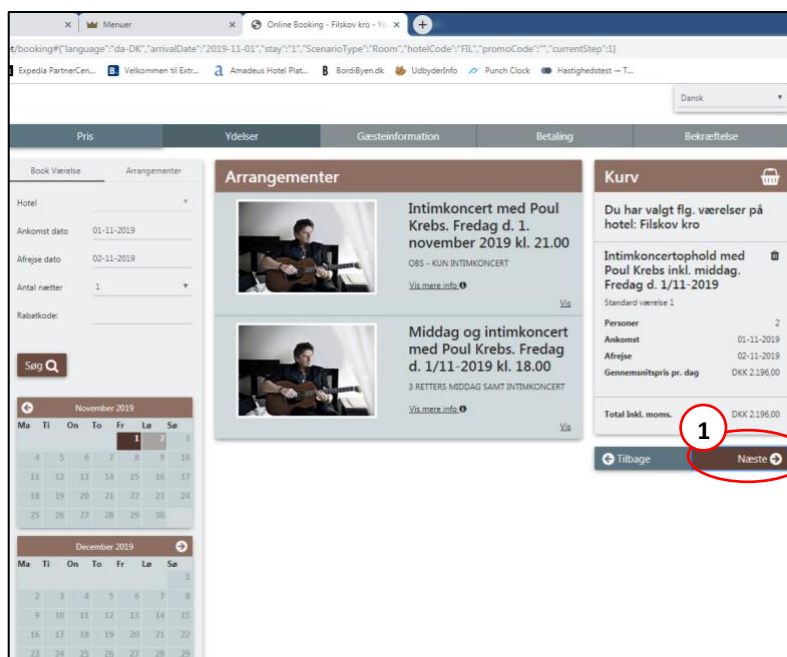 Menuer
Online Booking - Filskov kro - Yo
et/booking#{"language":"da-DK","arrivalDate":"2019-11-01","stay":"1","ScenarioType":"Room","hotelCode":"FIL","promoCode":"","currentStep":1}
Expedia PartnerCen... B. Velkommen til Extr... a Amadeus Hotel Plat... B BordiByen.dk UdbyderInfo Punch Clock Hastighedstest — T...
Dansk
Pris Ydelser Gæsteinformation Betaling Bekræftelse
Book Værelse Arrangementer
Hotel
Ankomst dato 01-11-2019
Afrejse dato 02-11-2019
Antal nætter 1
Rabatkode:
Søg
November 2019
Ma Ti On To Fr Lø Sø
1 2 3
4 5 6 7 8 9 10
11 12 13 14 15 16 17
18 19 20 21 22 23 24
25 26 27 28 29 30
December 2019
Ma Ti On To Fr Lø Sø
1
2 3 4 5 6 7 8
9 10 11 12 13 14 15
16 17 18 19 20 21 22
23 24 25 26 27 28 29
Arrangementer
Intimkoncert med Poul
Krebs. Fredag d. 1.
november 2019 kl. 21.00
OBS - KUN INTIMKONCERT
Vis mere info
Vis
Middag og intimkoncert
med Poul Krebs. Fredag
d. 1/11-2019 kl. 18.00
3 RETTERS MIDDAG SAMT INTIMKONCERT
Vis mere info
Vis
Kurv
Du har valgt flg. værelser på
hotel: Filskov kro
Intimkoncertophold med
Poul Krebs inkl. middag.
Fredag d. 1/11-2019
Standard værelse 1
Personer 2
Ankomst 01-11-2019
Afrejse 02-11-2019
Gennemsnitspris pr. dag DKK 2.196,00
Total Inkl. moms. DKK 2.196,00
1
Tilbage Næste